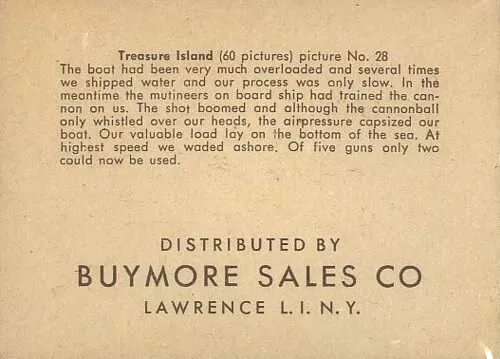 Treasure Island (60 pictures) picture No. 28
The boat had been very much overloaded and several times
we shipped water and our process was only slow. In the
meantime the mutineers on board ship had trained the can-
non on us. The shot boomed and although the cannonball
only whistled over our heads, the airpressure capsized our
boat. Our valuable load lay on the bottom of the sea. At
highest speed we waded ashore. Of five guns only two
could now be used.
DISTRIBUTED BY
BUYMORE SALES CO
LAWRENCE L. I. N. Y.